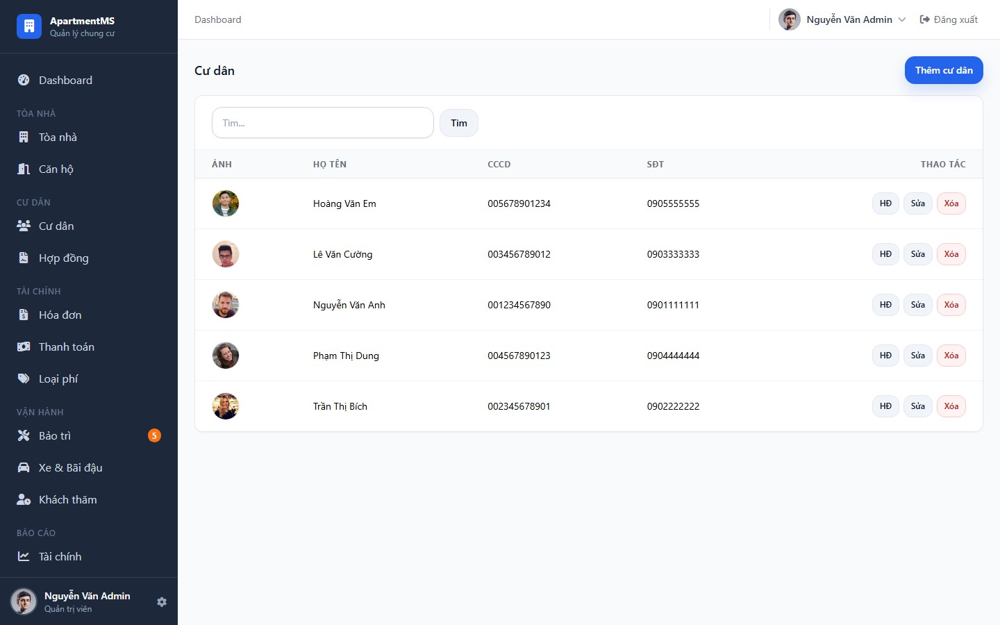 ApartmentMS
Quản lý chung cư
Dashboard
TÒA NHÀ
Tòa nhà
Căn hộ
CƯ DÂN
Cư dân
Hợp đồng
TÀI CHÍNH
Hóa đơn
Thanh toán
Loại phí
VẬN HÀNH
Bảo trì 5
Xe & Bãi đậu
Khách thăm
BÁO CÁO
Tài chính
Nguyễn Văn Admin
Quản trị viên
Dashboard
Nguyễn Văn Admin
Đăng xuất
Cư dân
Thêm cư dân
Tìm...
Tìm
ẢNH HỌ TÊN CCCD SĐT THAO TÁC
Hoàng Văn Em 005678901234 0905555555 HĐ Sửa Xóa
Lê Văn Cường 003456789012 0903333333 HĐ Sửa Xóa
Nguyễn Văn Anh 001234567890 0901111111 HĐ Sửa Xóa
Phạm Thị Dung 004567890123 0904444444 HĐ Sửa Xóa
Trần Thị Bích 002345678901 0902222222 HĐ Sửa Xóa